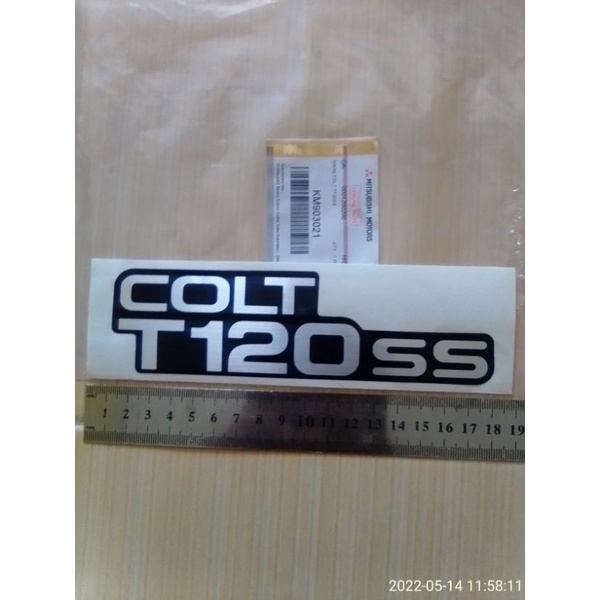 MITSUBISHI MOTORS
KM903021
COLT
T120SS
1 2 3 4 5 6 7 8 9 10 11 12 13 14 15 16 17 18 19
2022-05-14 11:58:11